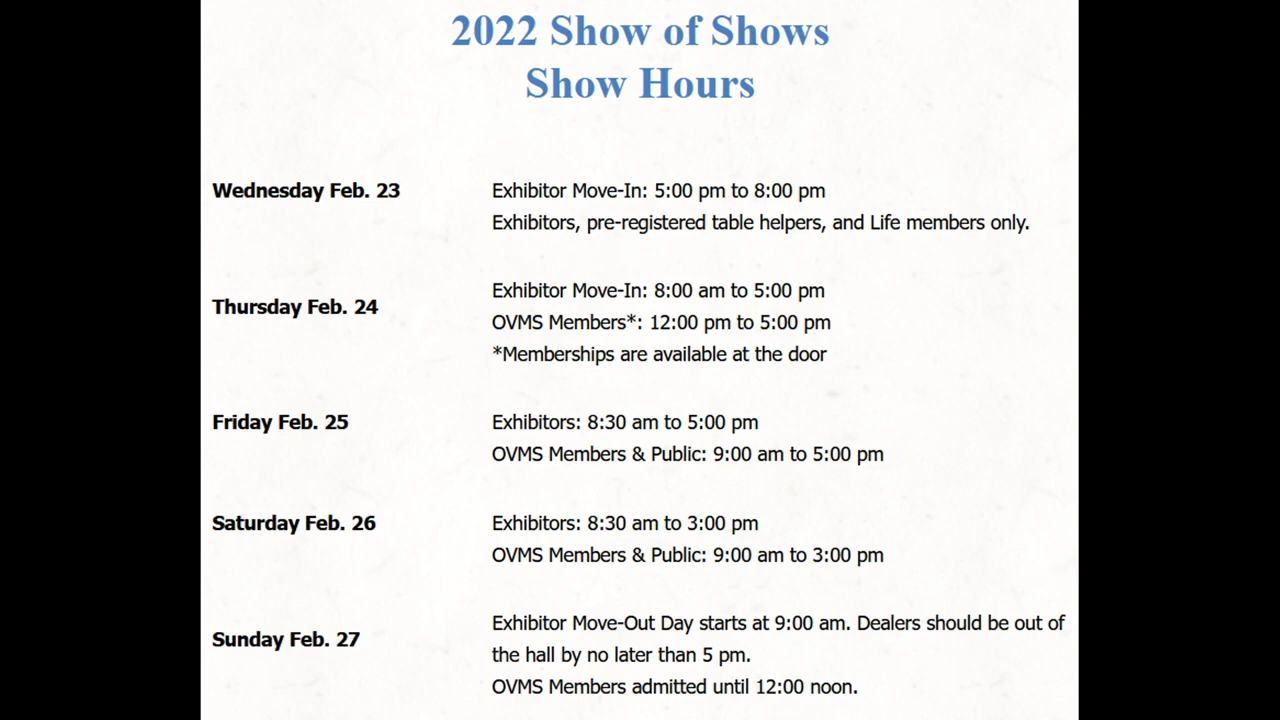 2022 Show of Shows
Show Hours
Wednesday Feb. 23
Exhibitor Move-In: 5:00 pm to 8:00 pm
Exhibitors, pre-registered table helpers, and Life members only.
Thursday Feb. 24
Exhibitor Move-In: 8:00 am to 5:00 pm
OVMS Members*: 12:00 pm to 5:00 pm
*Memberships are available at the door
Friday Feb. 25
Exhibitors: 8:30 am to 5:00 pm
OVMS Members & Public: 9:00 am to 5:00 pm
Saturday Feb. 26
Exhibitors: 8:30 am to 3:00 pm
OVMS Members & Public: 9:00 am to 3:00 pm
Sunday Feb. 27
Exhibitor Move-Out Day starts at 9:00 am. Dealers should be out of
the hall by no later than 5 pm.
OVMS Members admitted until 12:00 noon.